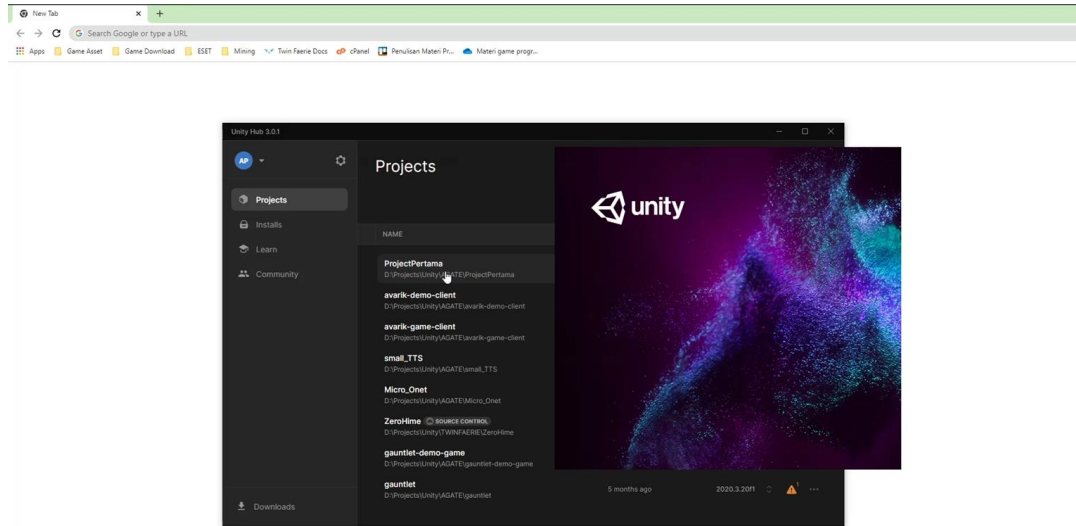 New Tab
Search Google or type a URL
Apps Game Asset Game Download ESET Mining Twin Faerie Docs cPanel Penulisan Materi Pr... Materi game progr...
Unity Hub 3.0.1
AP
Projects
Installs
Learn
Community
Downloads
Projects
NAME
ProjectPertama
D:\Projects\Unity\AGATE\ProjectPertama
avarik-demo-client
D:\Projects\Unity\AGATE\avarik-demo-client
avarik-game-client
D:\Projects\Unity\AGATE\avarik-game-client
small_TTS
D:\Projects\Unity\AGATE\small_TTS
Micro_Onet
D:\Projects\Unity\AGATE\Micro_Onet
ZeroHime SOURCE CONTROL
D:\Projects\Unity\TWINFAERIE\ZeroHime
gauntlet-demo-game
D:\Projects\Unity\AGATE\gauntlet-demo-game
gauntlet 5 months ago 2020.3.20f1 1
D:\Projects\Unity\AGATE\gauntlet
unity